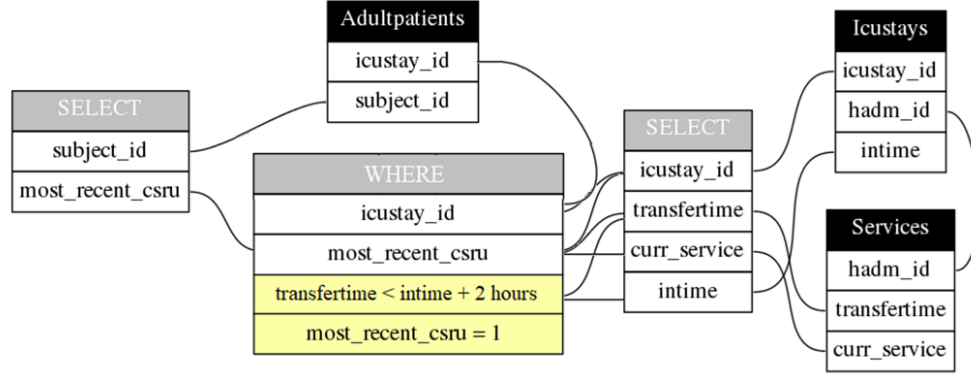 SELECT
subject_id
most_recent_csru
Adultpatients
icustay_id
subject_id
WHERE
icustay_id
most_recent_csru
transfertime < intime + 2 hours
most_recent_csru = 1
SELECT
icustay_id
transfertime
curr_service
intime
Icustays
icustay_id
hadm_id
intime
Services
hadm_id
transfertime
curr_service